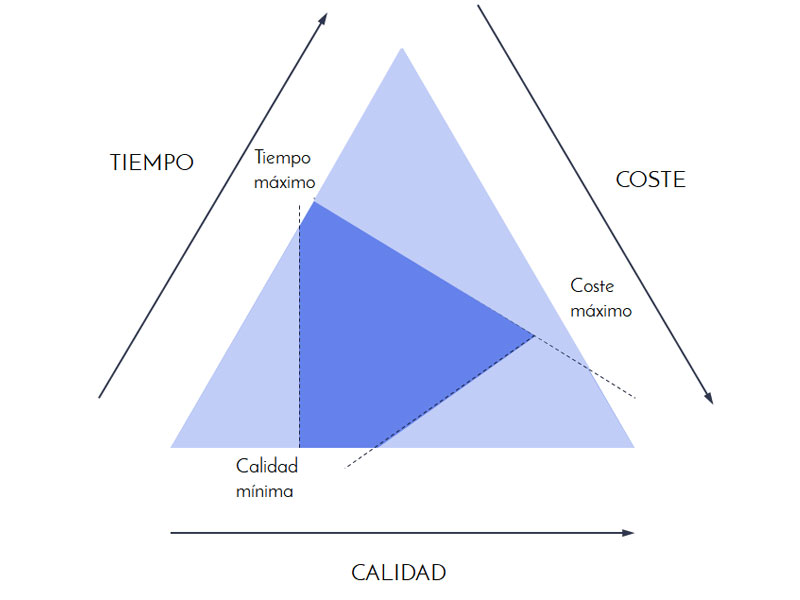 TIEMPO
Tiempo
máximo
COSTE
Coste
máximo
Calidad
mínima
CALIDAD